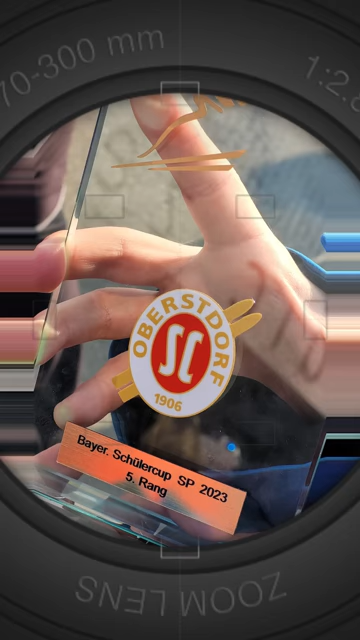 70-300 mm
1:2.8
OBERSTDORF
SC
1906
Bayer. Schülercup SP 2023
5. Rang
ZOOM LENS